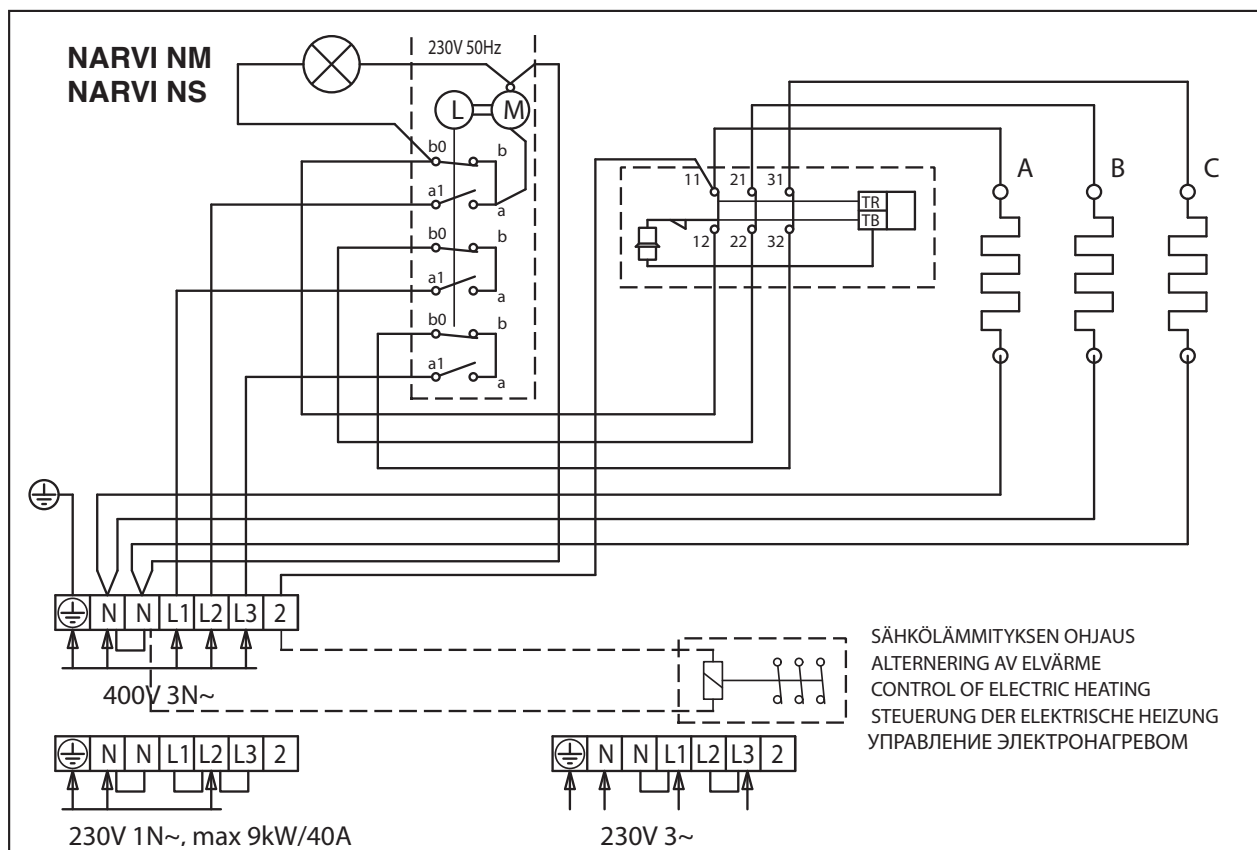 NARVI NM
NARVI NS
230V 50Hz
L M
b0 b
a1 a
b0 b
a1 a
b0 b
a1 a
11 21 31
TR
TB
12 22 32
A B C
N N L1 L2 L3 2
400V 3N~
SÄHKÖLÄMMITYKSEN OHJAUS
ALTERNERING AV ELVÄRME
CONTROL OF ELECTRIC HEATING
STEUERUNG DER ELEKTRISCHE HEIZUNG
УПРАВЛЕНИЕ ЭЛЕКТРОНАГРЕВОМ
N N L1 L2 L3 2
230V 1N~, max 9kW/40A
N N L1 L2 L3 2
230V 3~